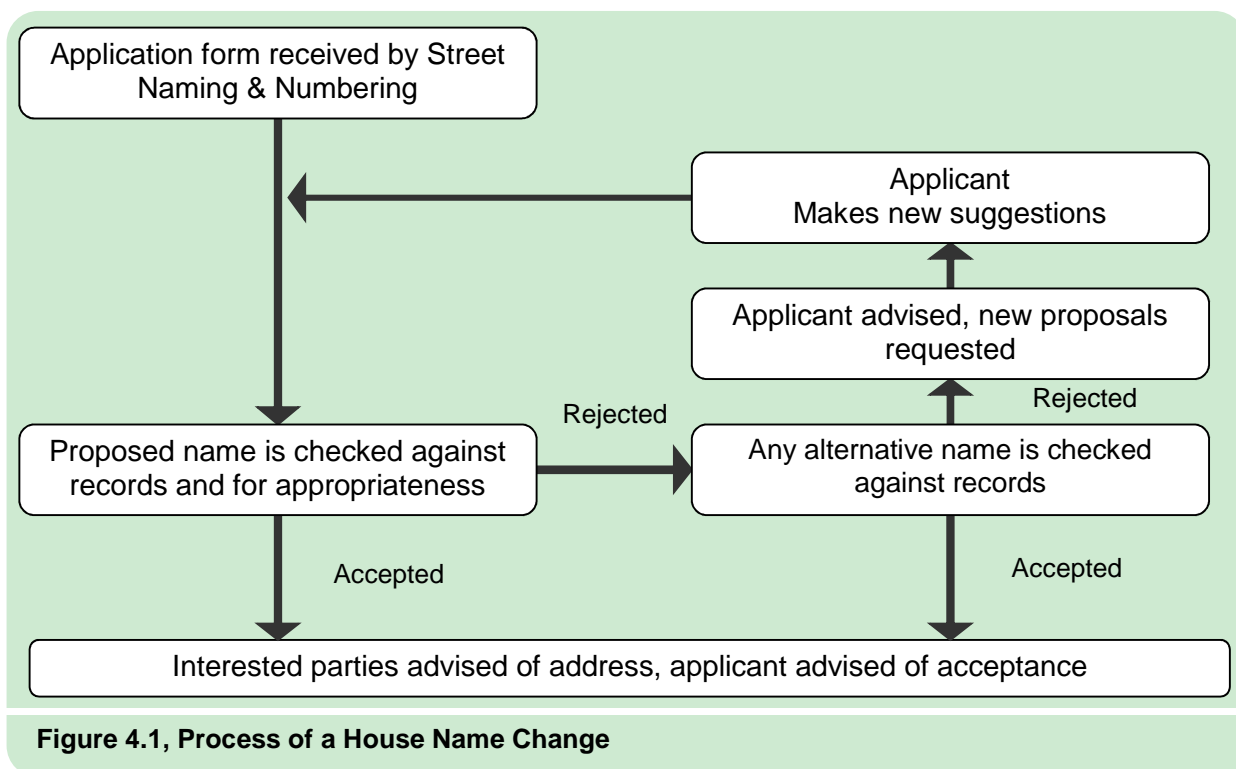 Application form received by Street
Naming & Numbering
Applicant
Makes new suggestions
Applicant advised, new proposals
requested
Rejected
Rejected
Proposed name is checked against
records and for appropriateness
Any alternative name is checked
against records
Accepted
Accepted
Interested parties advised of address, applicant advised of acceptance
Figure 4.1, Process of a House Name Change